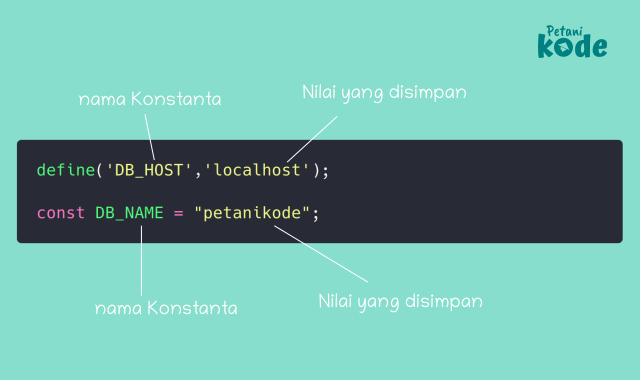 Petani
kode
nama Konstanta
Nilai yang disimpan
define('DB_HOST','localhost');
const DB_NAME = "petanikode";
nama Konstanta
Nilai yang disimpan